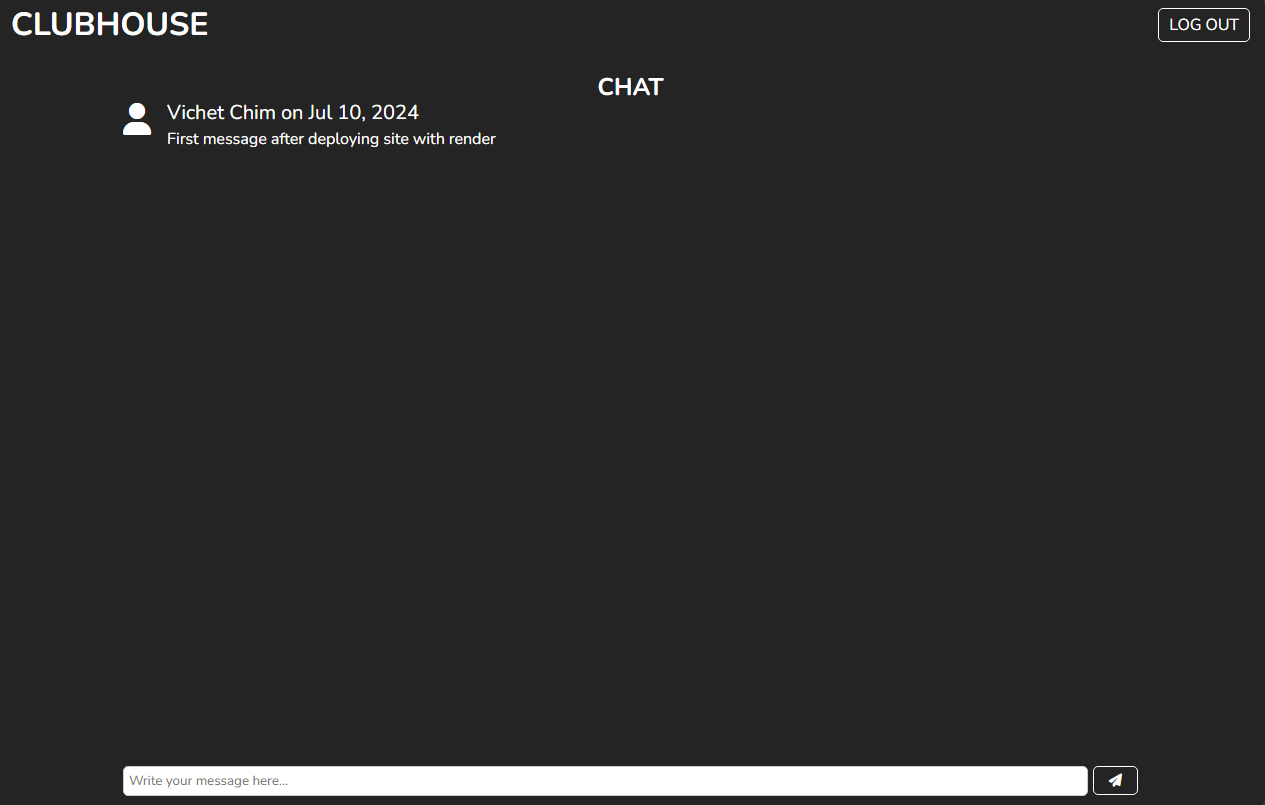 CLUBHOUSE
LOG OUT
CHAT
Vichet Chim on Jul 10, 2024
First message after deploying site with render
Write your message here...